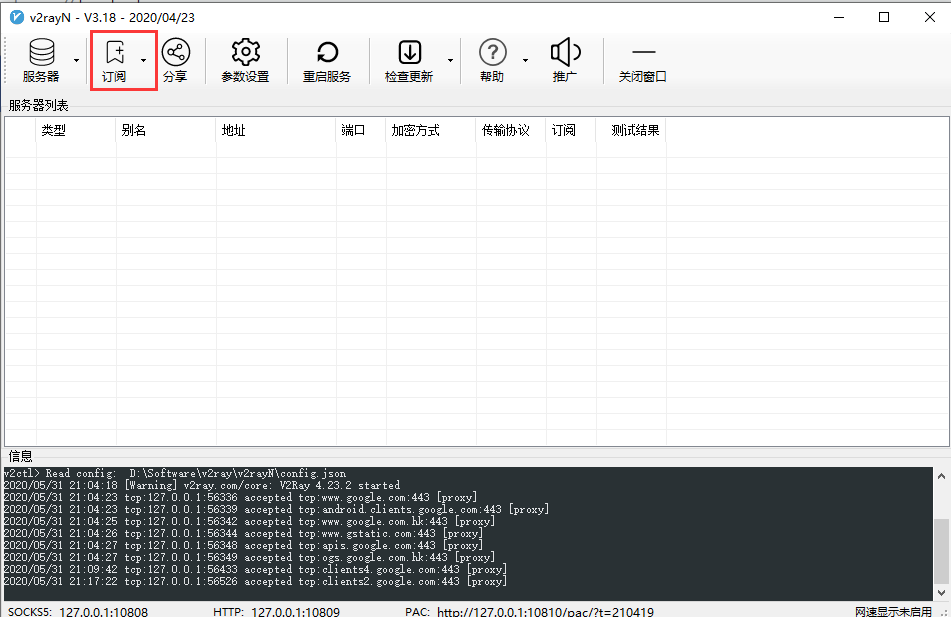 v2rayN - V3.18 - 2020/04/23
服务器 订阅 分享 参数设置 重启服务 检查更新 帮助 推广 关闭窗口
服务器列表
类型 别名 地址 端口 加密方式 传输协议 订阅 测试结果
信息
v2ctl> Read config:  D:\Software\v2ray\v2rayN\config.json
2020/05/31 21:04:18 [Warning] v2ray.com/core: V2Ray 4.23.2 started
2020/05/31 21:04:23 tcp:127.0.0.1:56336 accepted tcp:www.google.com:443 [proxy]
2020/05/31 21:04:23 tcp:127.0.0.1:56339 accepted tcp:android.clients.google.com:443 [proxy]
2020/05/31 21:04:25 tcp:127.0.0.1:56342 accepted tcp:www.google.com.hk:443 [proxy]
2020/05/31 21:04:26 tcp:127.0.0.1:56344 accepted tcp:www.gstatic.com:443 [proxy]
2020/05/31 21:04:27 tcp:127.0.0.1:56348 accepted tcp:apis.google.com:443 [proxy]
2020/05/31 21:04:27 tcp:127.0.0.1:56349 accepted tcp:ogs.google.com.hk:443 [proxy]
2020/05/31 21:09:42 tcp:127.0.0.1:56433 accepted tcp:clients4.google.com:443 [proxy]
2020/05/31 21:17:22 tcp:127.0.0.1:56526 accepted tcp:clients2.google.com:443 [proxy]
SOCKS5: 127.0.0.1:10808 HTTP: 127.0.0.1:10809 PAC: http://127.0.0.1:10810/pac/?t=210419 网速显示未启用